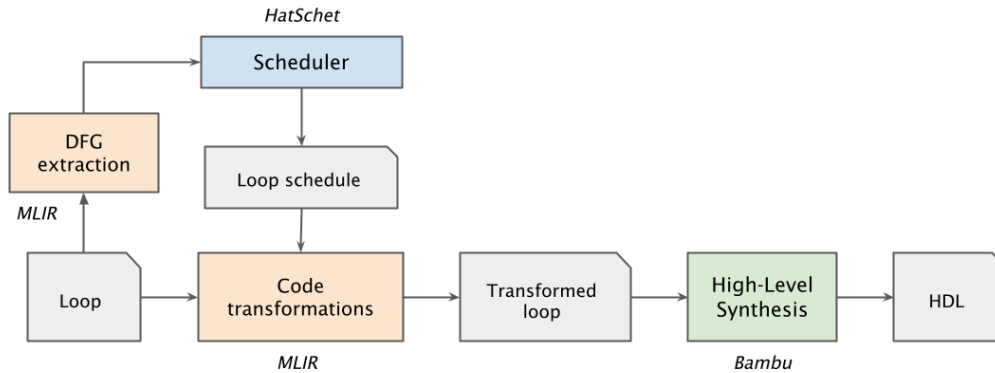 HatSchet
Scheduler
DFG
extraction
MLIR
Loop schedule
Loop
Code
transformations
MLIR
Transformed
loop
High-Level
Synthesis
Bambu
HDL